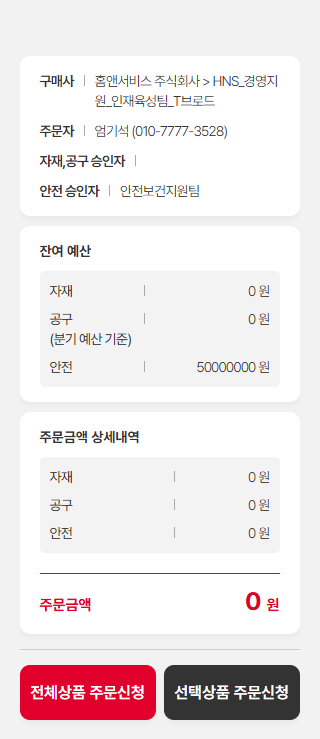 구매사 | 홈앤서비스 주식회사 > HNS_경영지
원_인재육성팀_T브로드
주문자 | 엄기석 (010-7777-3528)
자재,공구 승인자 |
안전 승인자 | 안전보건지원팀
잔여 예산
자재 | 0 원
공구 | 0 원
(분기 예산 기준)
안전 | 50000000 원
주문금액 상세내역
자재 | 0 원
공구 | 0 원
안전 | 0 원
주문금액 0 원
전체상품 주문신청 선택상품 주문신청